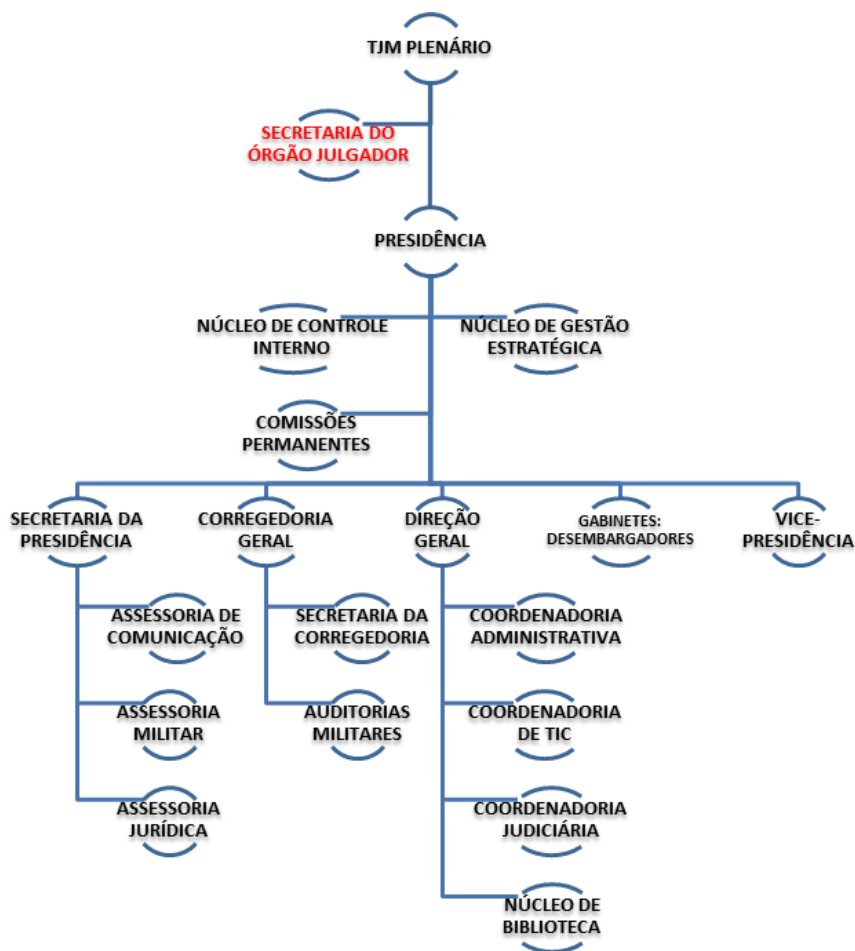 TJM PLENÁRIO
SECRETARIA DO
ÓRGÃO JULGADOR
PRESIDÊNCIA
NÚCLEO DE CONTROLE
INTERNO
NÚCLEO DE GESTÃO
ESTRATÉGICA
COMISSÕES
PERMANENTES
SECRETARIA DA
PRESIDÊNCIA
CORREGEDORIA
GERAL
DIREÇÃO
GERAL
GABINETES:
DESEMBARGADORES
VICE-
PRESIDÊNCIA
ASSESSORIA DE
COMUNICAÇÃO
SECRETARIA DA
CORREGEDORIA
COORDENADORIA
ADMINISTRATIVA
ASSESSORIA
MILITAR
AUDITORIAS
MILITARES
COORDENADORIA
DE TIC
ASSESSORIA
JURÍDICA
COORDENADORIA
JUDICIÁRIA
NÚCLEO DE
BIBLIOTECA